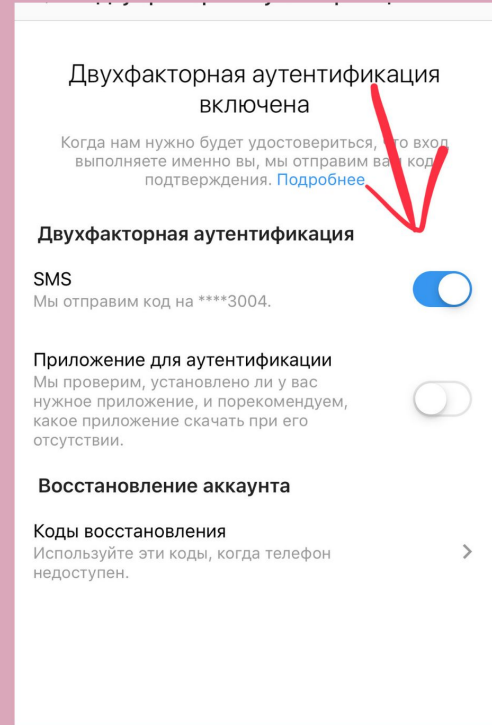 Двухфакторная аутентификация
включена
Когда нам нужно будет удостовериться, что вход
выполняете именно вы, мы отправим вам код
подтверждения. Подробнее
Двухфакторная аутентификация
SMS
Мы отправим код на ****3004.
Приложение для аутентификации
Мы проверим, установлено ли у вас
нужное приложение, и порекомендуем,
какое приложение скачать при его
отсутствии.
Восстановление аккаунта
Коды восстановления
Используйте эти коды, когда телефон
недоступен.